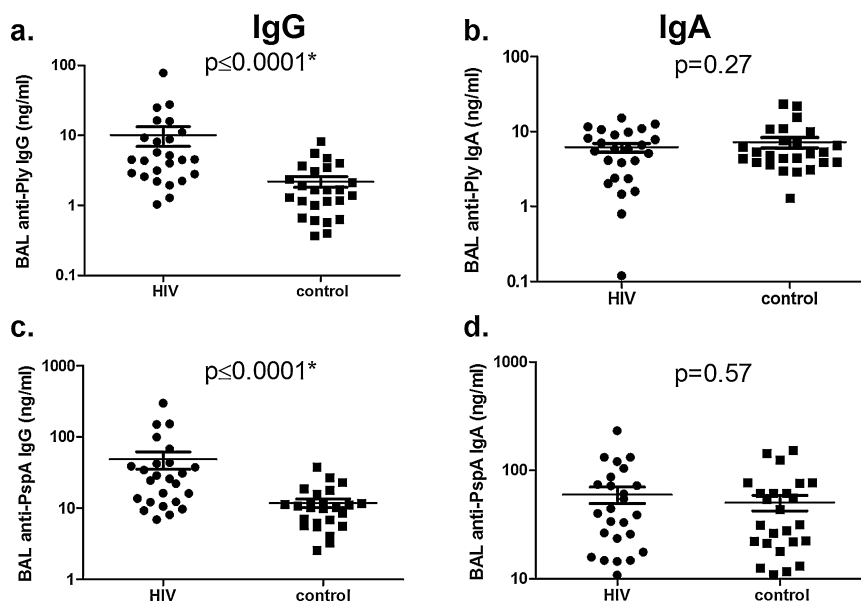 IgG
IgA
a.
p≤0.0001*
BAL anti-Ply IgG (ng/ml)
100
10
1
0.1
HIV
control
b.
p=0.27
BAL anti-Ply IgA (ng/ml)
100
10
1
0.1
HIV
control
c.
p≤0.0001*
BAL anti-PspA IgG (ng/ml)
1000
100
10
1
HIV
control
d.
p=0.57
BAL anti-PspA IgA (ng/ml)
1000
100
10
HIV
control